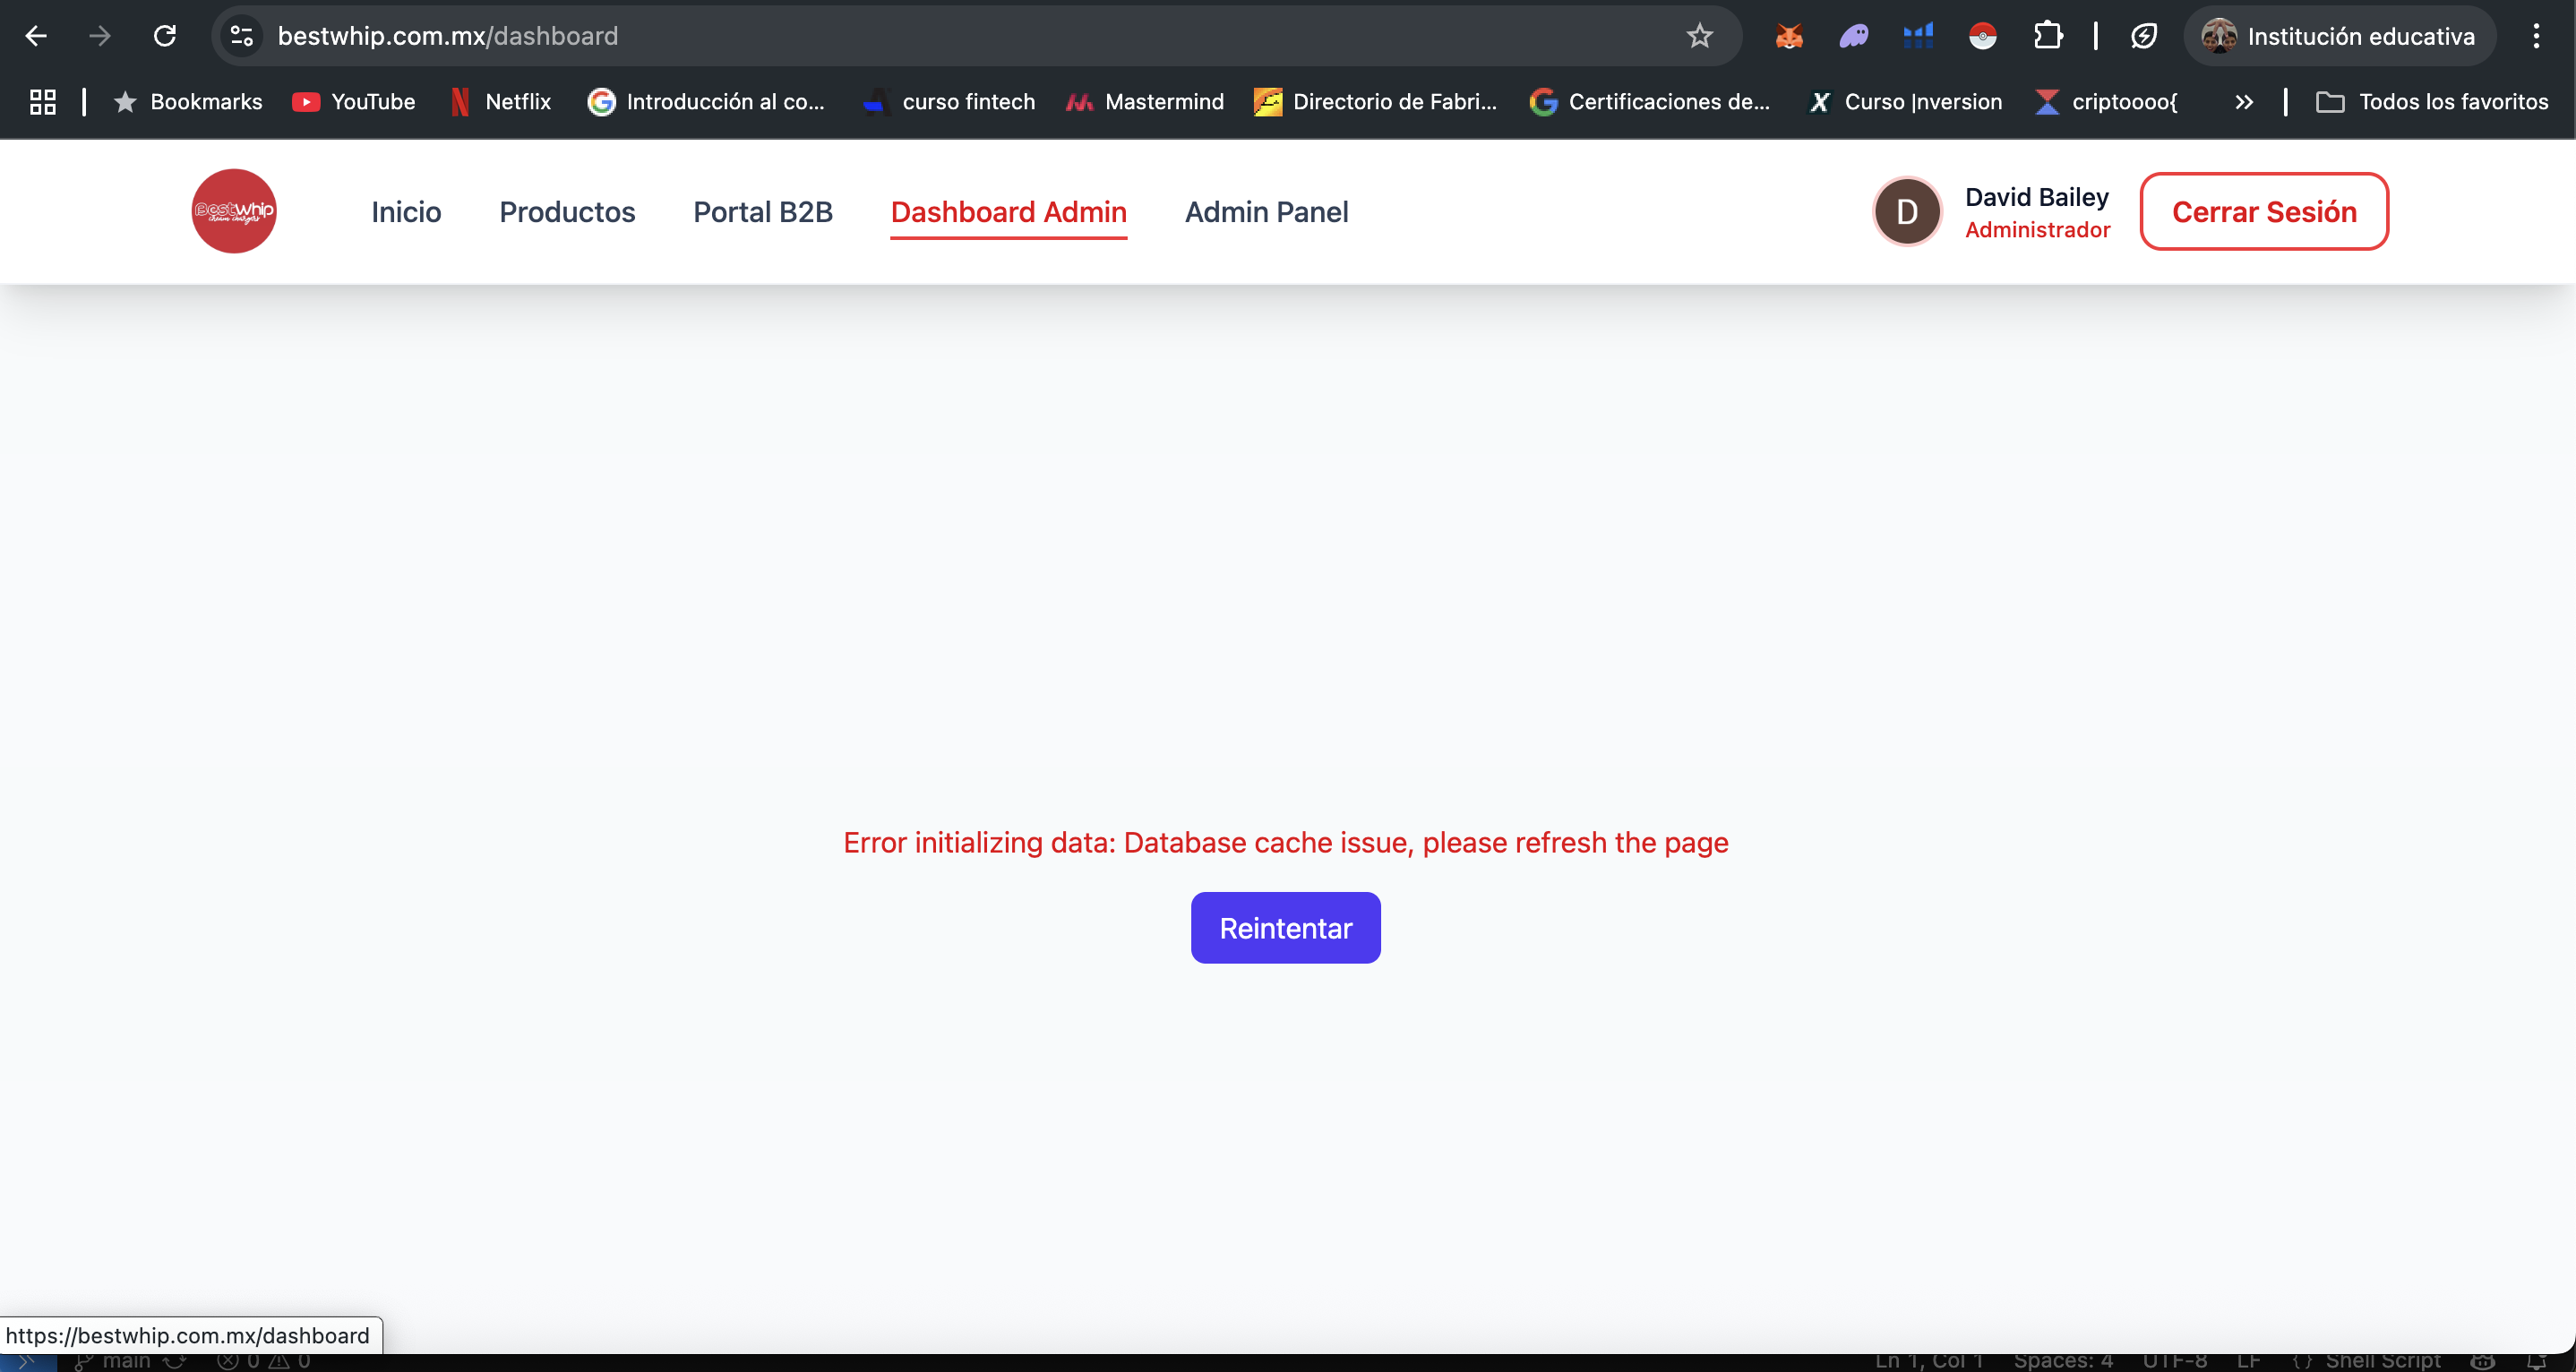 bestwhip.com.mx/dashboard
Institución educativa
Bookmarks
YouTube
Netflix
Introducción al co...
curso fintech
Mastermind
Directorio de Fabri...
Certificaciones de...
Curso |nversion
criptoooo{
Todos los favoritos
BestWhip
cream chargers
Inicio
Productos
Portal B2B
Dashboard Admin
Admin Panel
D
David Bailey
Administrador
Cerrar Sesión
Error initializing data: Database cache issue, please refresh the page
Reintentar
https://bestwhip.com.mx/dashboard
main
0
0
Ln 1, Col 1
Spaces: 4
UTF-8
LF
{} Shell Script